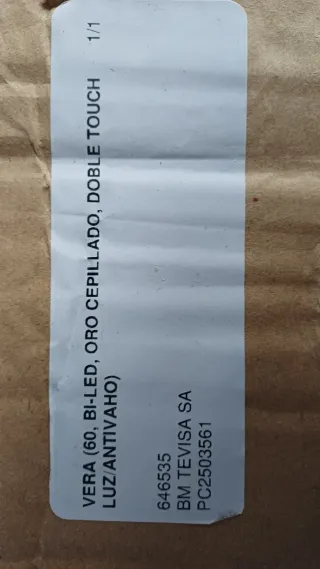 VERA (60, BI-LED, ORO CEPILLADO, DOBLE TOUCH 1/1
LUZ/ANTIVAHO)
646535
BM TEVISA SA
PC2503561